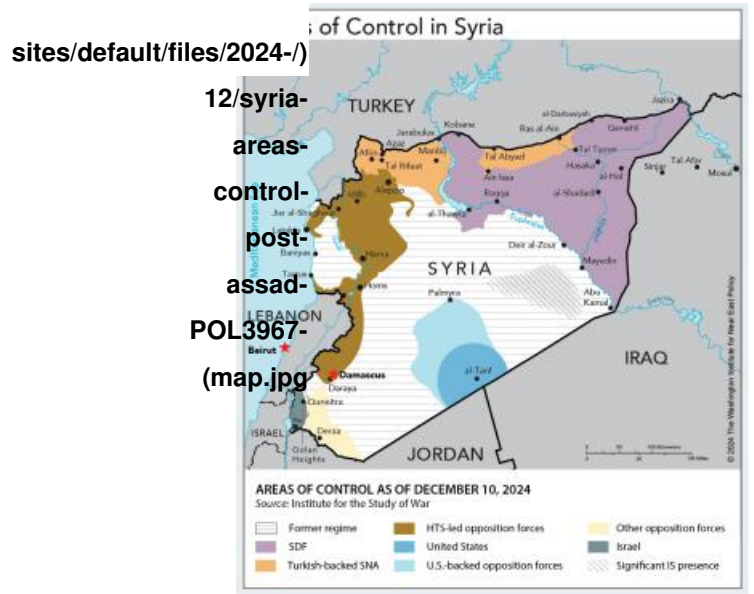 s of Control in Syria
sites/default/files/2024-/)
12/syria-
areas-
control-
post-
assad-
POL3967-
(map.jpg
TURKEY
Jazira
al-Darbasiyah
Qamishli
Kobane
Ras al-Ain
Jarabulus
Azaz
Afrin
Manbij
Tal Rifaat
Tal Abyad
Tal Tamer
Ain Issa
Hasaka
al-Hol
Sinjar
Tal Afar
Mosul
Aleppo
Idlib
Raqqa
al-Shadadi
Jisr al-Shughour
al-Thawra
Euphrates
Latakia
Baniyas
Hama
Deir al-Zour
Mayedin
Tartus
Homs
SYRIA
Palmyra
Abu
Kamal
Mediterranean
LEBANON
Beirut
IRAQ
Damascus
Daraya
al-Tanf
Quneitra
ISRAEL
Deraa
Golan
Heights
JORDAN
© 2024 The Washington Institute for Near East Policy
AREAS OF CONTROL AS OF DECEMBER 10, 2024
Source: Institute for the Study of War
Former regime
HTS-led opposition forces
Other opposition forces
SDF
United States
Israel
Turkish-backed SNA
U.S.-backed opposition forces
Significant IS presence